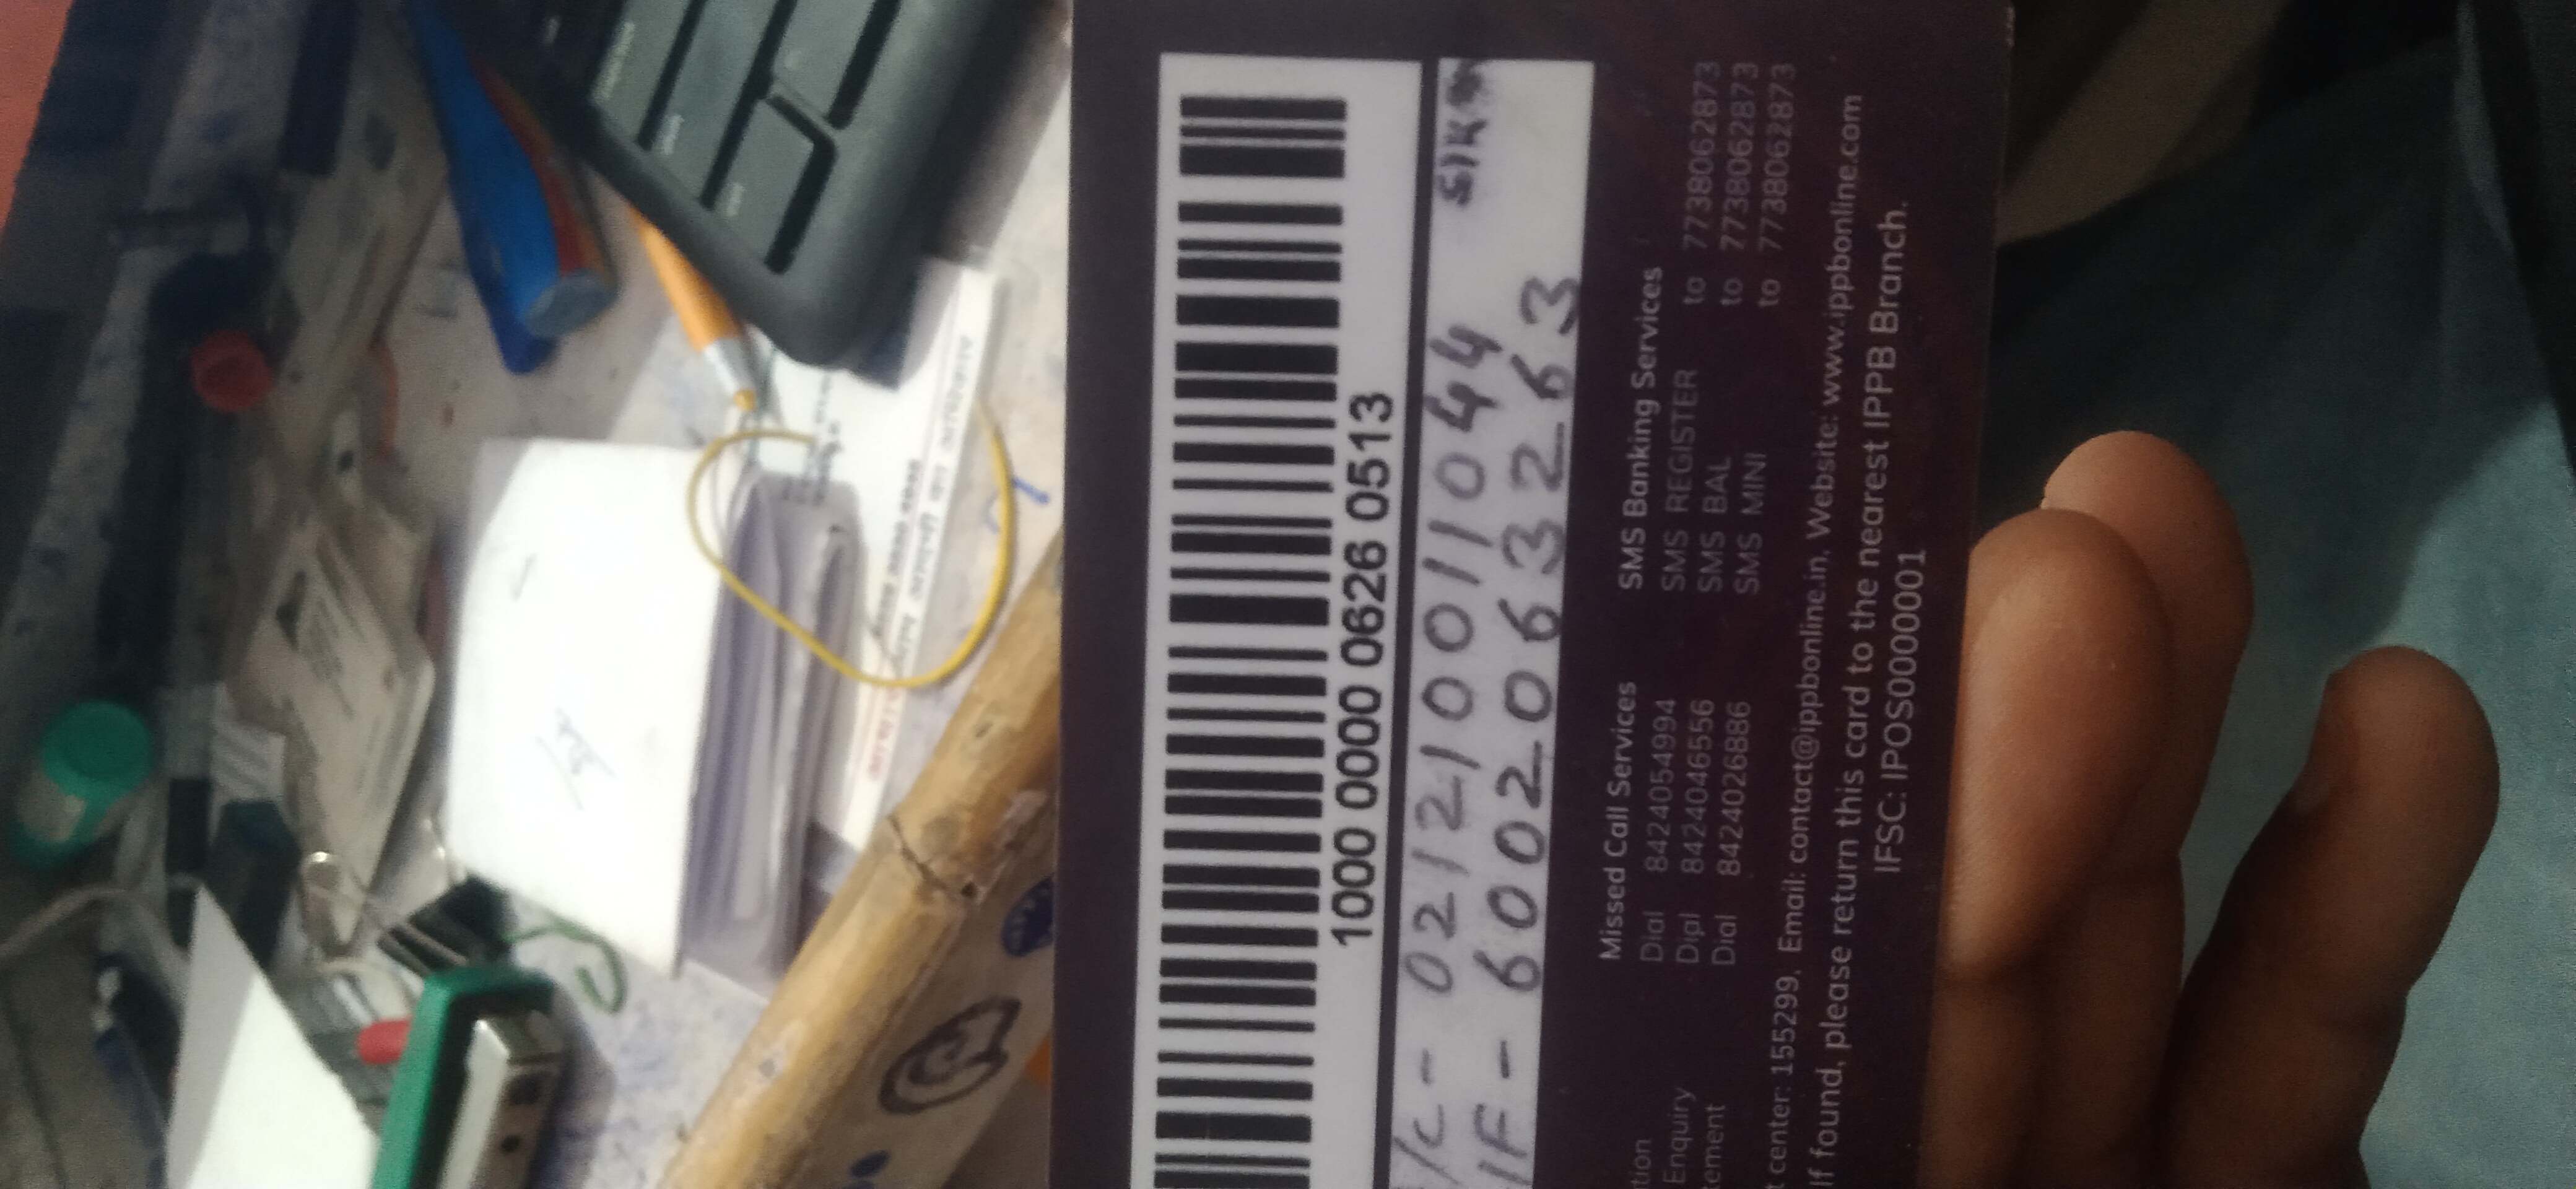 1000 0000 0626 0513
/C - 021210011044
IF - 6002063263
Missed Call Services
Dial 8424054994
Dial 8424046556
Dial 8424026886
SMS Banking Services
SMS REGISTER to 7738062873
SMS BAL to 7738062873
SMS MINI to 7738062873
Enquiry
center: 155299, Email: contact@ippbonline.in, Website: www.ippbonline.com
If found, please return this card to the nearest IPPB Branch.
IFSC: IPOS0000001